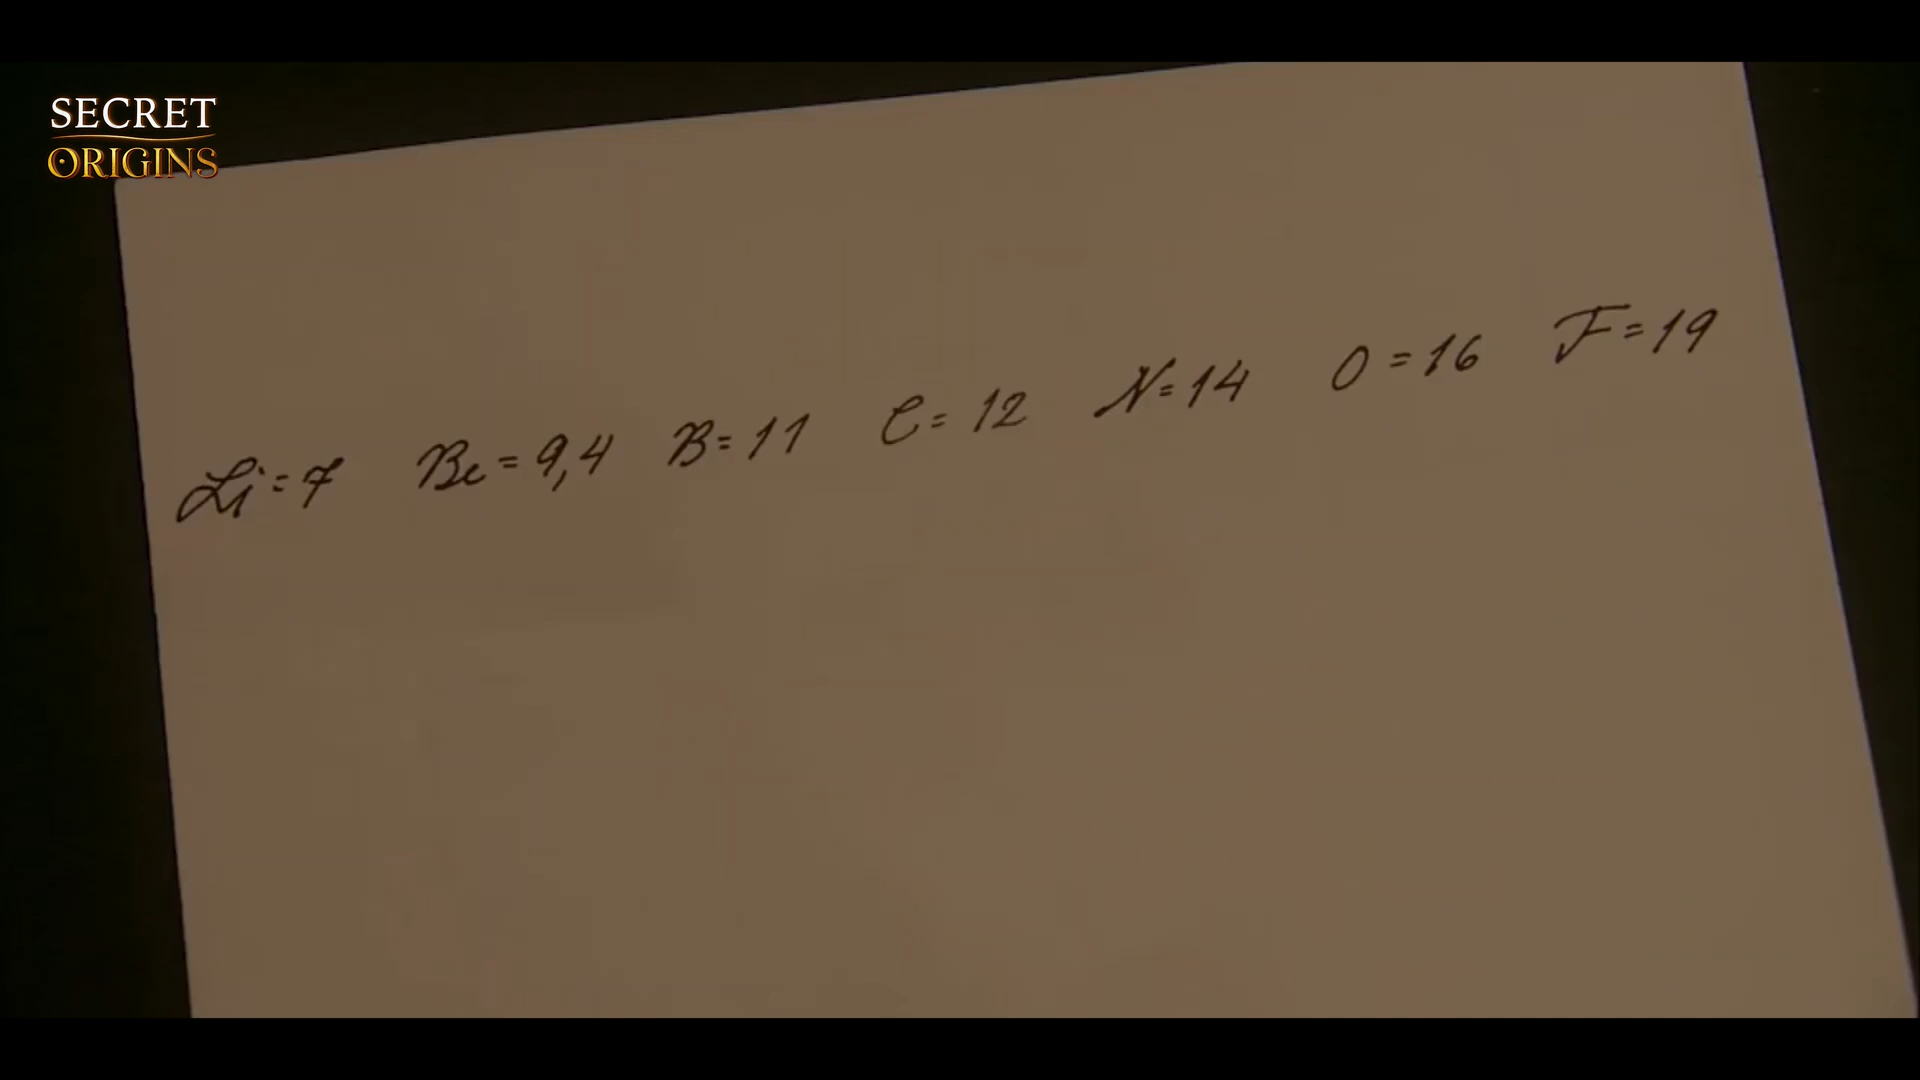 SECRET
ORIGINS
Li=7 Be=9,4 B=11 C=12 N=14 O=16 F=19